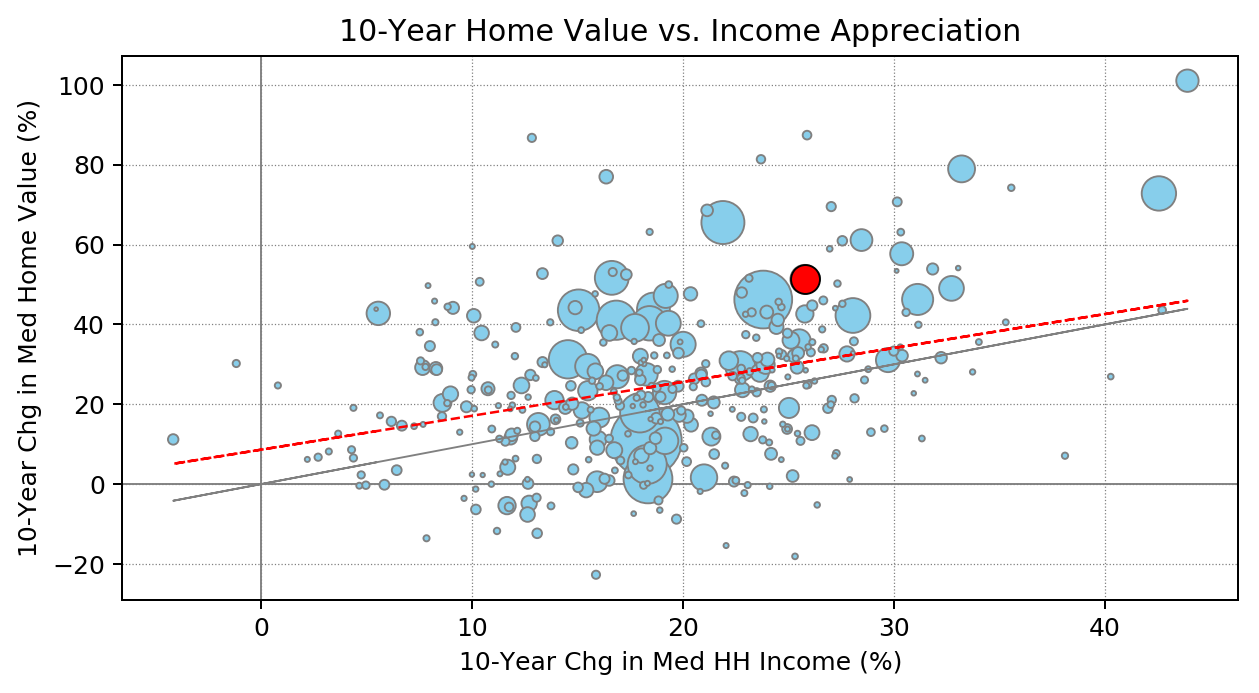 10-Year Home Value vs. Income Appreciation
10-Year Chg in Med Home Value (%)
100
80
60
40
20
0
−20
0 10 20 30 40
10-Year Chg in Med HH Income (%)